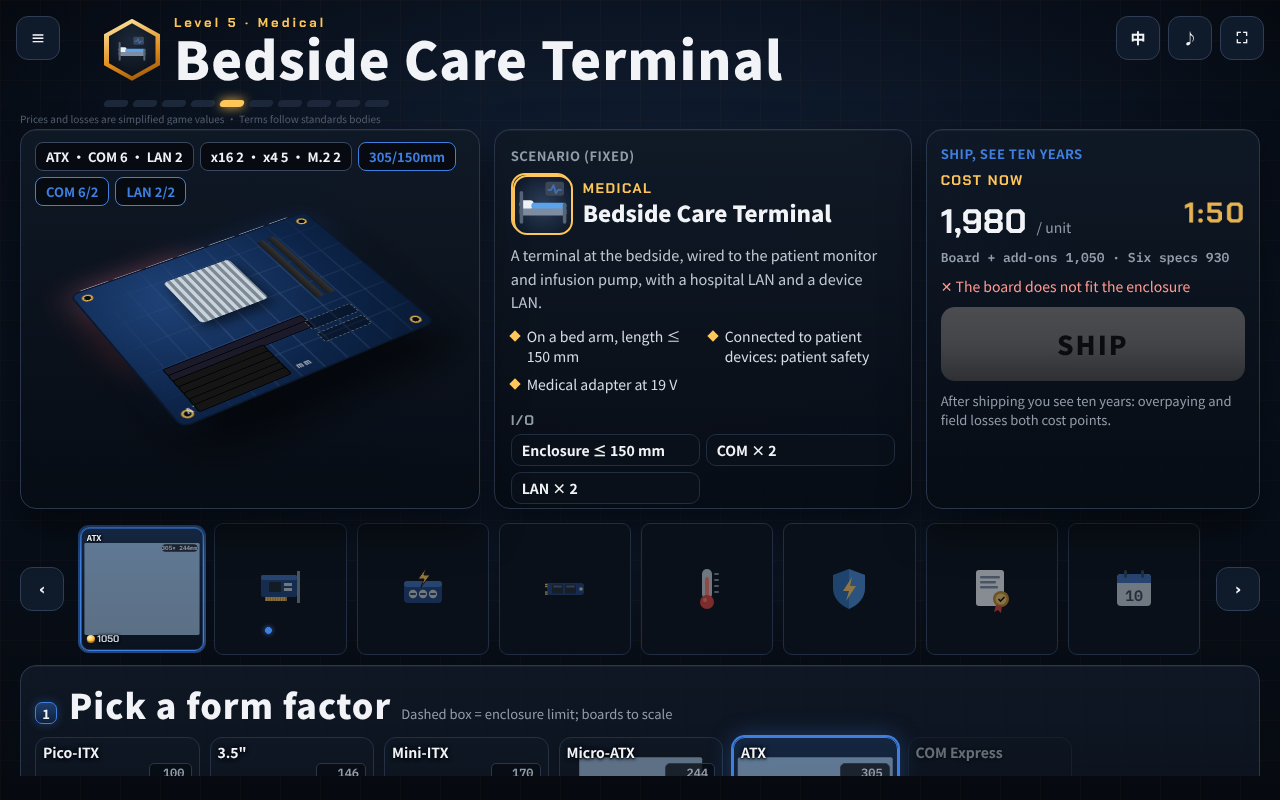 ≡
Level 5 · Medical
Bedside Care Terminal
中
♪
Prices and losses are simplified game values • Terms follow standards bodies
ATX • COM 6 • LAN 2
x16 2 • x4 5 • M.2 2
305/150mm
COM 6/2
LAN 2/2
SCENARIO (FIXED)
MEDICAL
Bedside Care Terminal
A terminal at the bedside, wired to the patient monitor
and infusion pump, with a hospital LAN and a device
LAN.
On a bed arm, length ≤
150 mm
Connected to patient
devices: patient safety
Medical adapter at 19 V
I/O
Enclosure ≤ 150 mm
COM × 2
LAN × 2
SHIP, SEE TEN YEARS
COST NOW
1,980 / unit
1:50
Board + add-ons 1,050 · Six specs 930
✕ The board does not fit the enclosure
SHIP
After shipping you see ten years: overpaying and
field losses both cost points.
‹
ATX
305× 244mm
1050
10
›
1 Pick a form factor Dashed box = enclosure limit; boards to scale
Pico-ITX
100
3.5"
146
Mini-ITX
170
Micro-ATX
244
ATX
305
COM Express